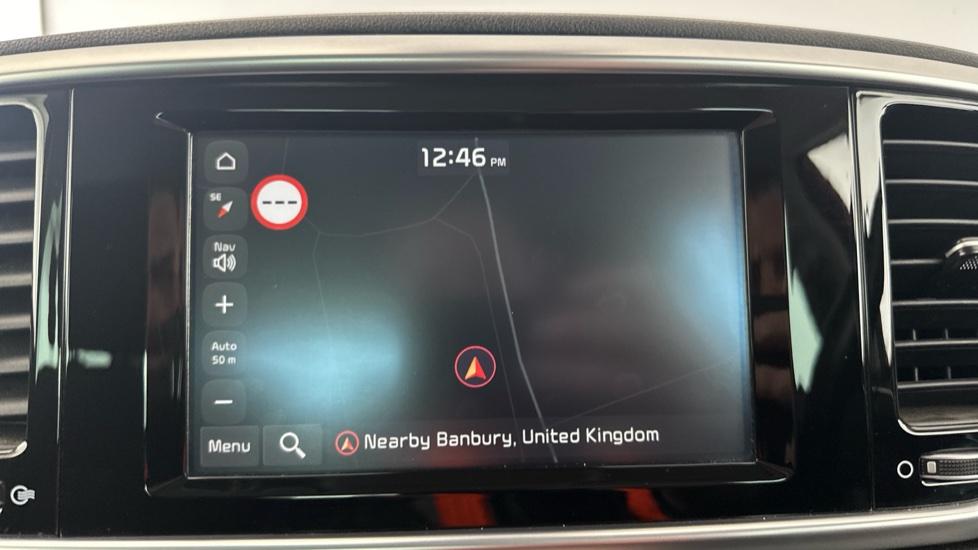 12:46 PM
SE
---
Nav
+
Auto
50 m
−
Menu
Nearby Banbury, United Kingdom